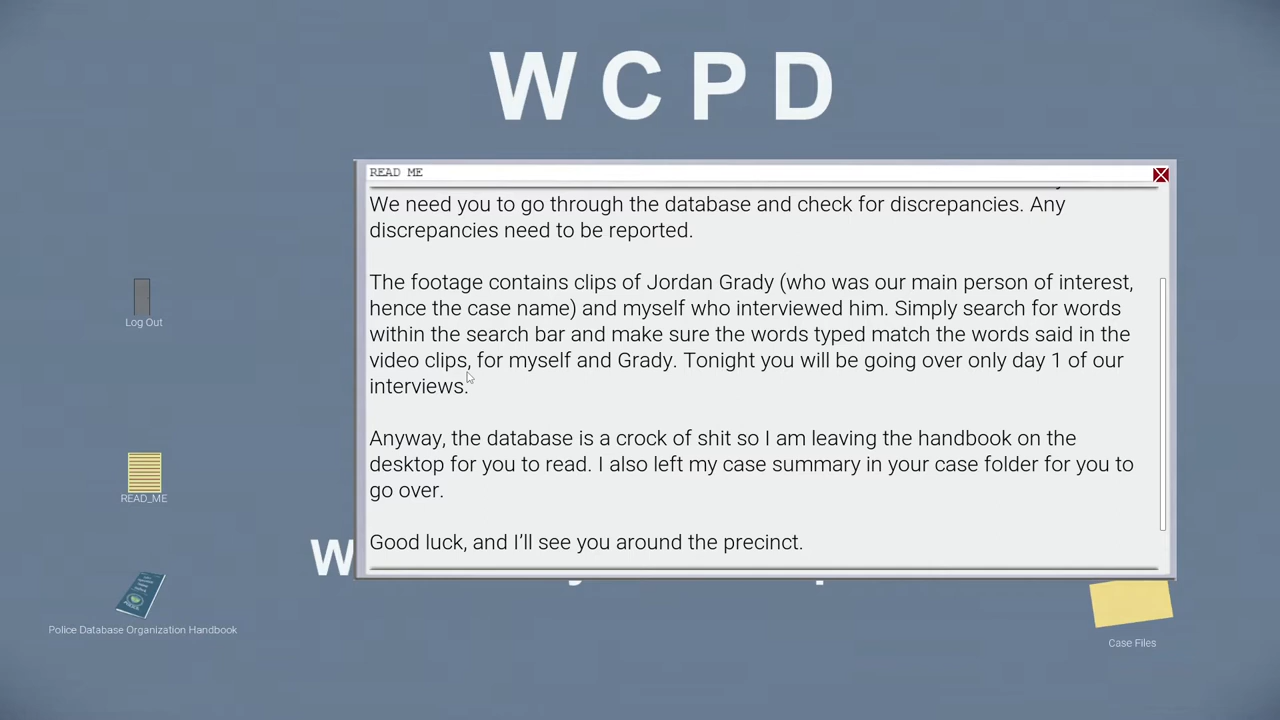 W C P D
READ ME
We need you to go through the database and check for discrepancies. Any
discrepancies need to be reported.
The footage contains clips of Jordan Grady (who was our main person of interest,
hence the case name) and myself who interviewed him. Simply search for words
within the search bar and make sure the words typed match the words said in the
video clips, for myself and Grady. Tonight you will be going over only day 1 of our
interviews.
Anyway, the database is a crock of shit so I am leaving the handbook on the
desktop for you to read. I also left my case summary in your case folder for you to
go over.
Good luck, and I'll see you around the precinct.
Log Out
READ_ME
Police Database Organization Handbook
Case Files